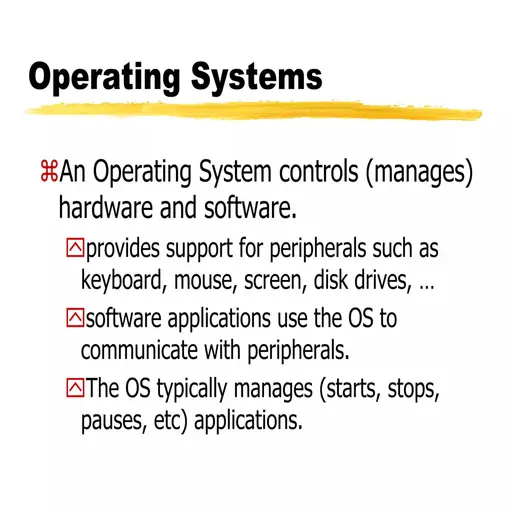 Operating Systems
⌘An Operating System controls (manages)
hardware and software.
provides support for peripherals such as
keyboard, mouse, screen, disk drives, …
software applications use the OS to
communicate with peripherals.
The OS typically manages (starts, stops,
pauses, etc) applications.